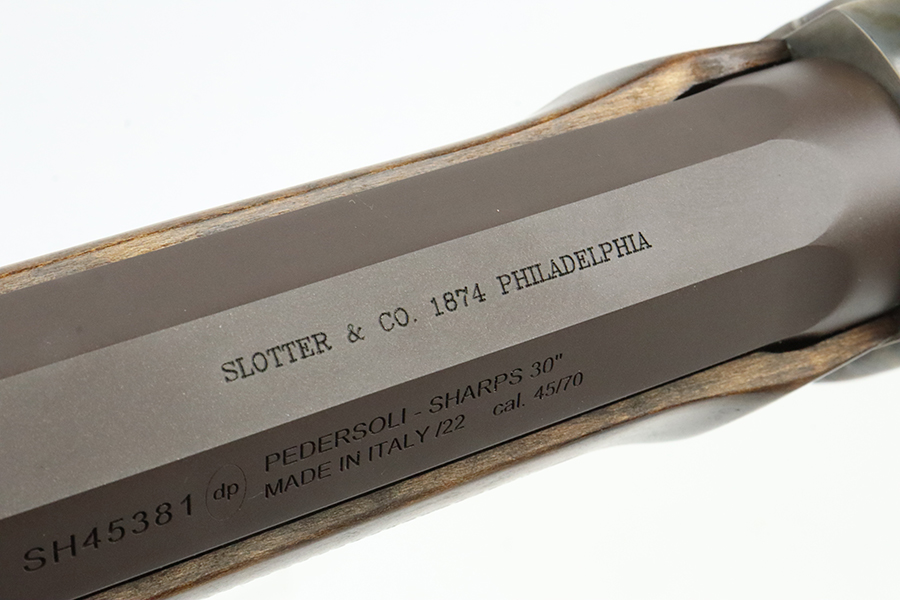 SLOTTER & CO. 1874 PHILADELPHIA
PEDERSOLI - SHARPS 30"
MADE IN ITALY /22 cal. 45/70
SH45381 dp